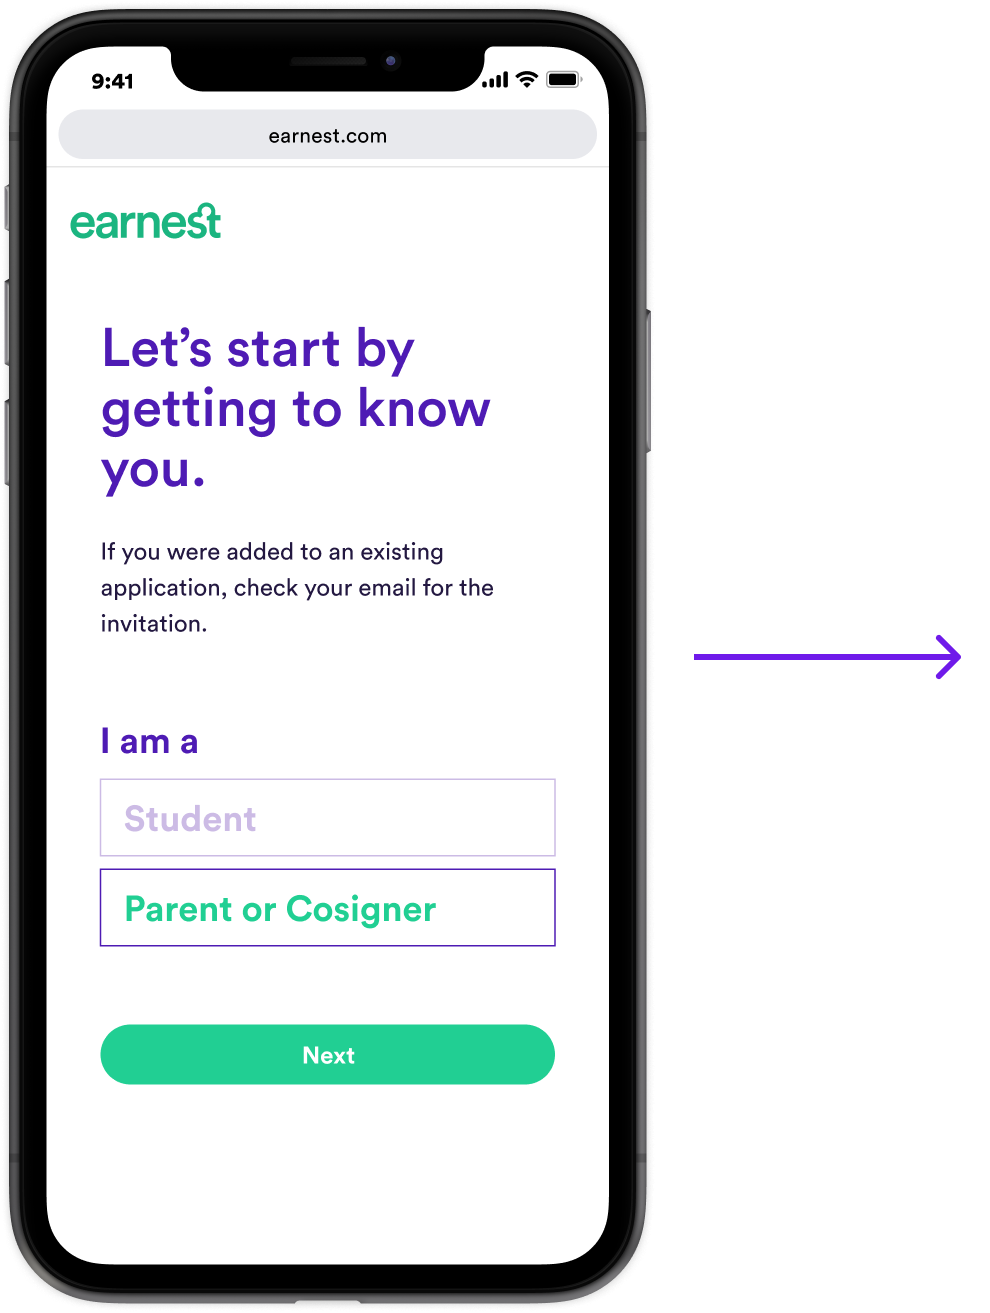 9:41
earnest.com
earnest
Let’s start by
getting to know
you.
If you were added to an existing
application, check your email for the
invitation.
I am a
Student
Parent or Cosigner
Next